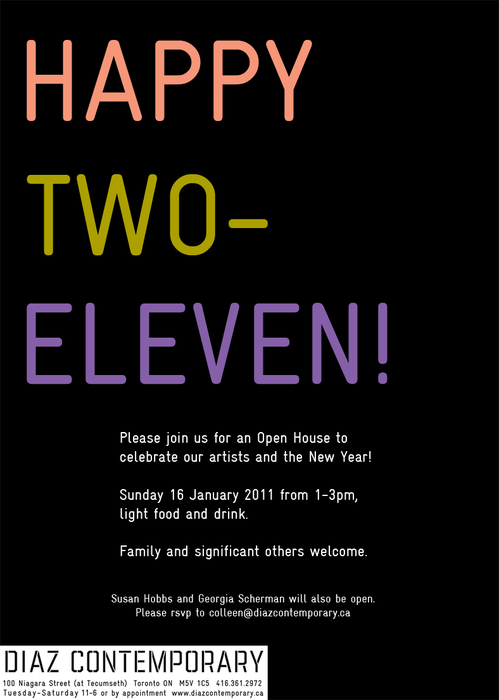 HAPPY
TWO-
ELEVEN!
Please join us for an Open House to
celebrate our artists and the New Year!
Sunday 16 January 2011 from 1-3pm,
light food and drink.
Family and significant others welcome.
Susan Hobbs and Georgia Scherman will also be open.
Please rsvp to colleen@diazcontemporary.ca
DIAZ CONTEMPORARY
100 Niagara Street (at Tecumseth) Toronto ON M5V 1C5 416.361.2972
Tuesday-Saturday 11-6 or by appointment www.diazcontemporary.ca